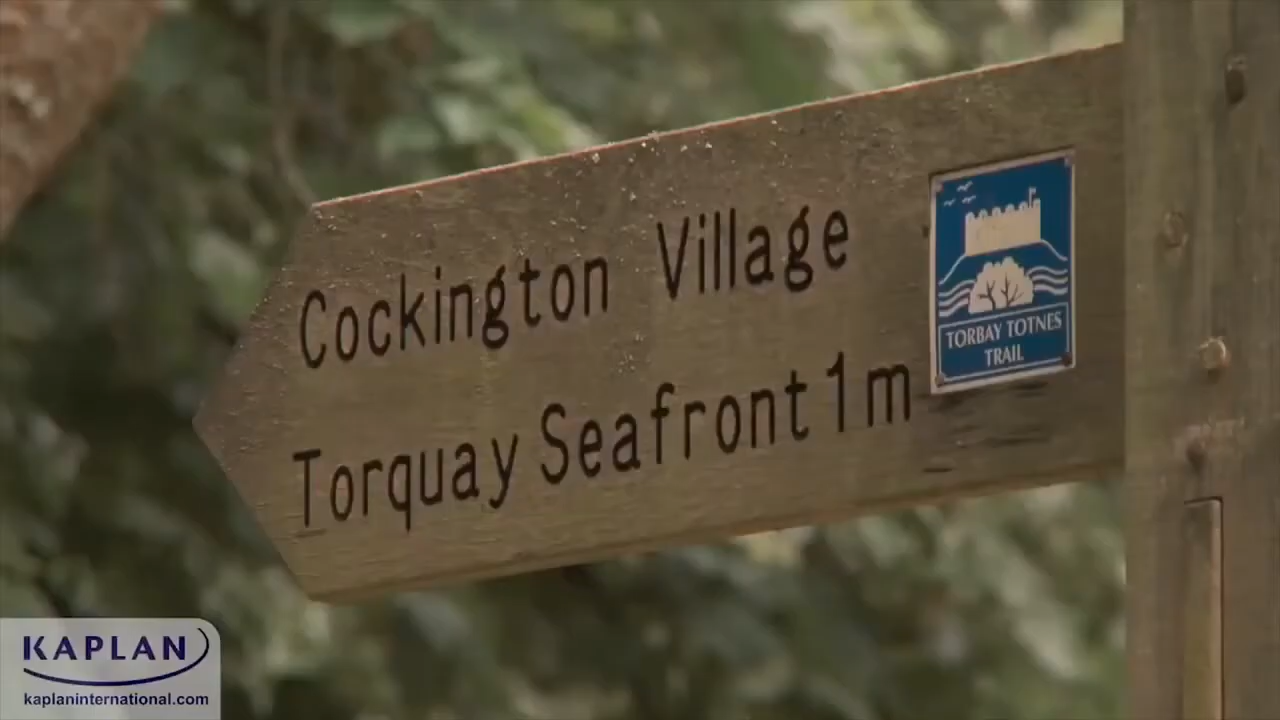 Cockington Village
Torquay Seafront 1m
TORBAY TOTNES
TRAIL
KAPLAN
kaplaninternational.com